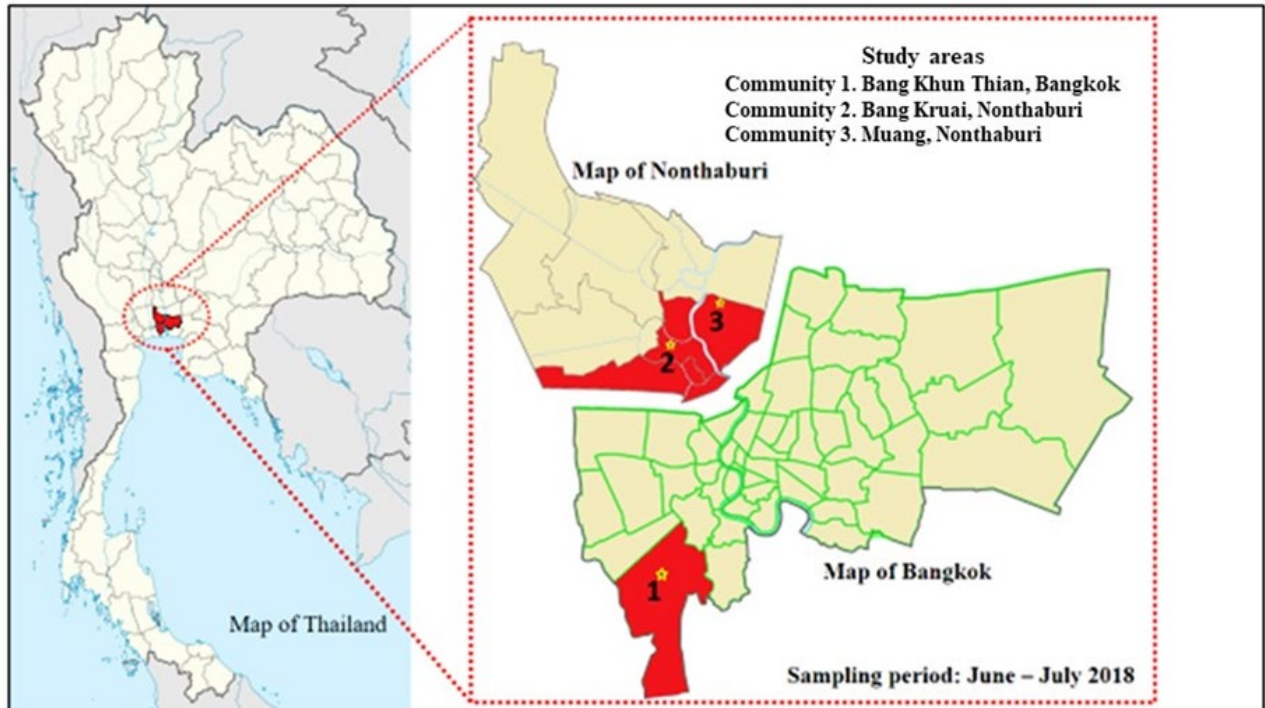 Study areas
Community 1. Bang Khun Thian, Bangkok
Community 2. Bang Kruai, Nonthaburi
Community 3. Muang, Nonthaburi
Map of Nonthaburi
3
2
Map of Bangkok
1
Map of Thailand
Sampling period: June – July 2018